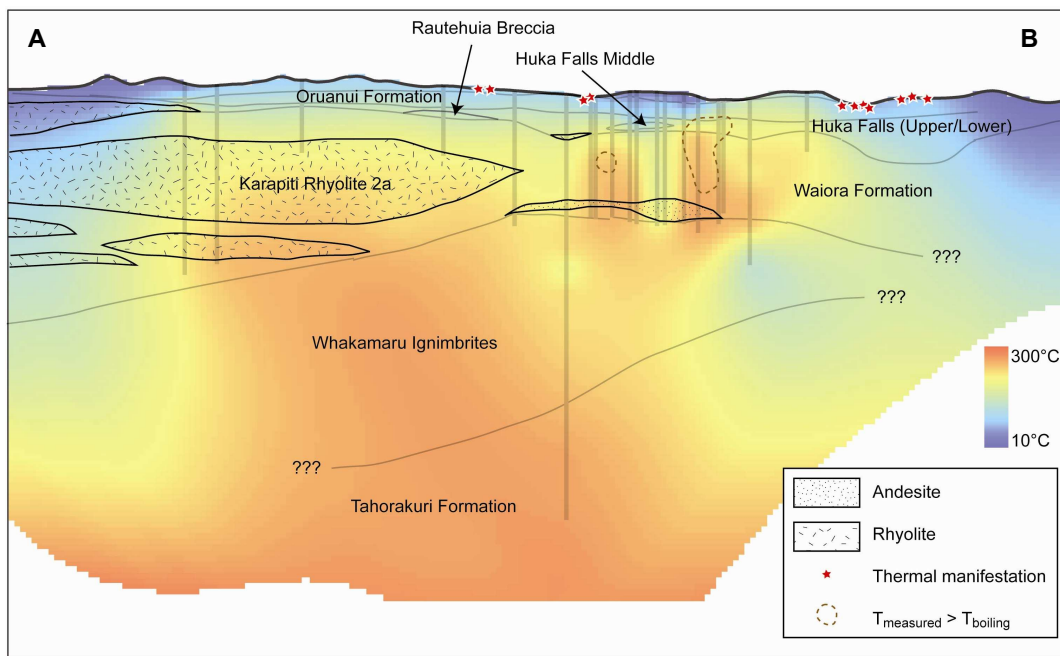 A
B
Rautehuia Breccia
Huka Falls Middle
Oruanui Formation
Huka Falls (Upper/Lower)
Karapiti Rhyolite 2a
Waiora Formation
???
???
Whakamaru Ignimbrites
300°C
10°C
???
Tahorakuri Formation
Andesite
Rhyolite
Thermal manifestation
Tmeasured > Tboiling